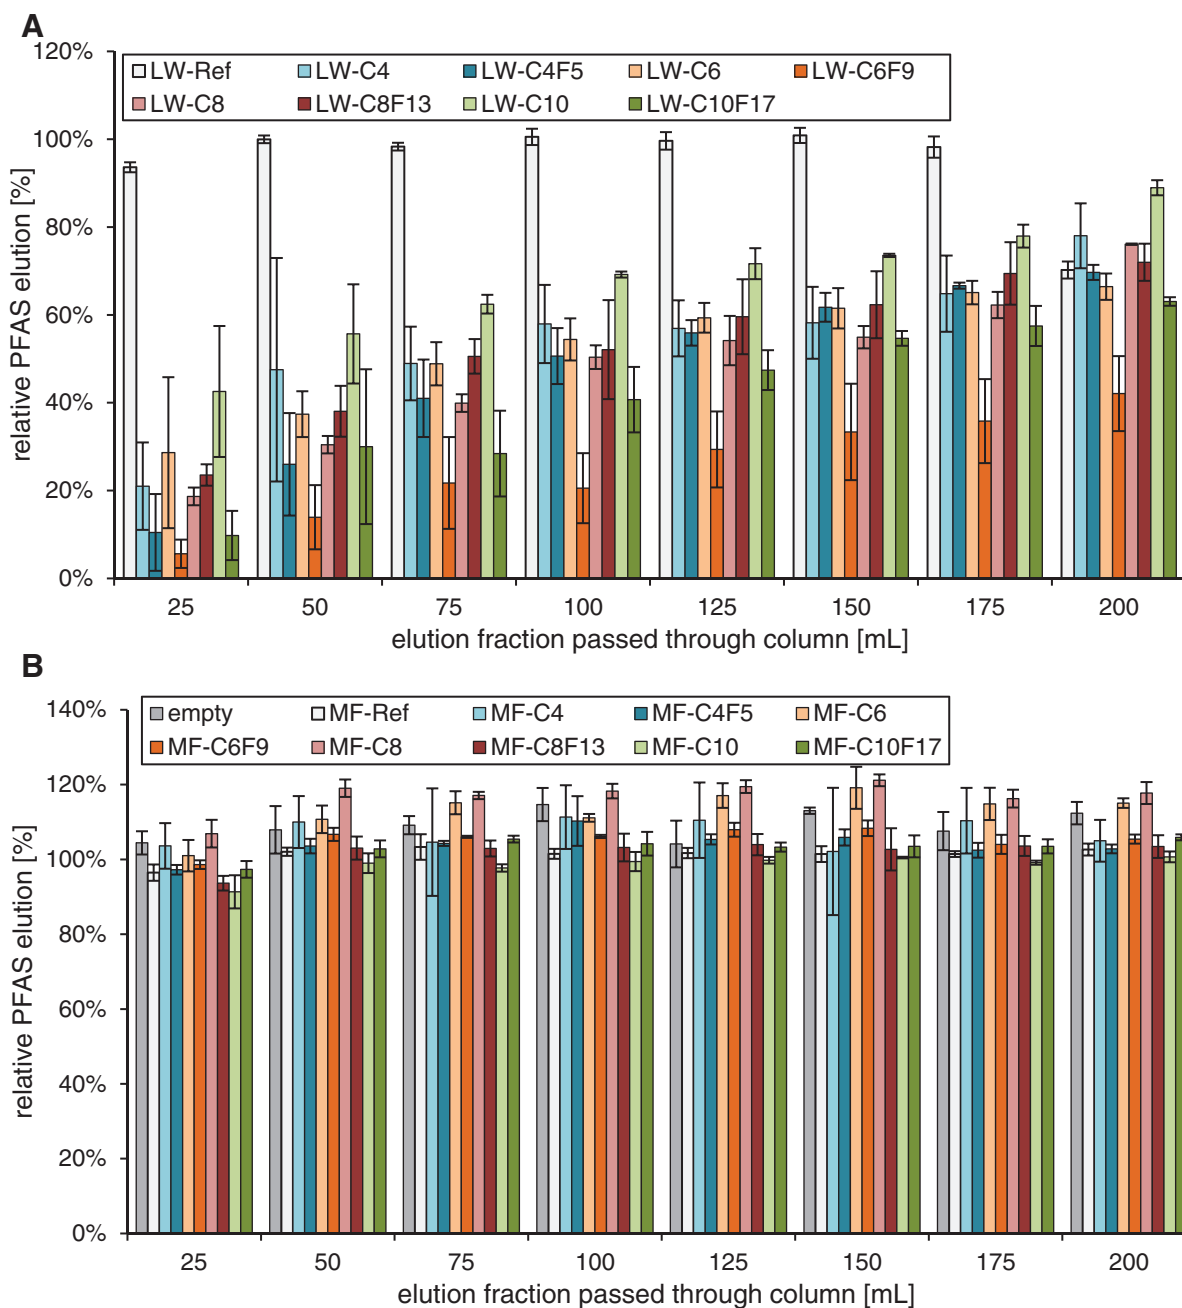 A
120%
LW-Ref LW-C4 LW-C4F5 LW-C6 LW-C6F9
LW-C8 LW-C8F13 LW-C10 LW-C10F17
100%
80%
60%
40%
20%
0%
relative PFAS elution [%]
25 50 75 100 125 150 175 200
elution fraction passed through column [mL]
B
140%
empty MF-Ref MF-C4 MF-C4F5 MF-C6
MF-C6F9 MF-C8 MF-C8F13 MF-C10 MF-C10F17
120%
100%
80%
60%
40%
20%
0%
relative PFAS elution [%]
25 50 75 100 125 150 175 200
elution fraction passed through column [mL]